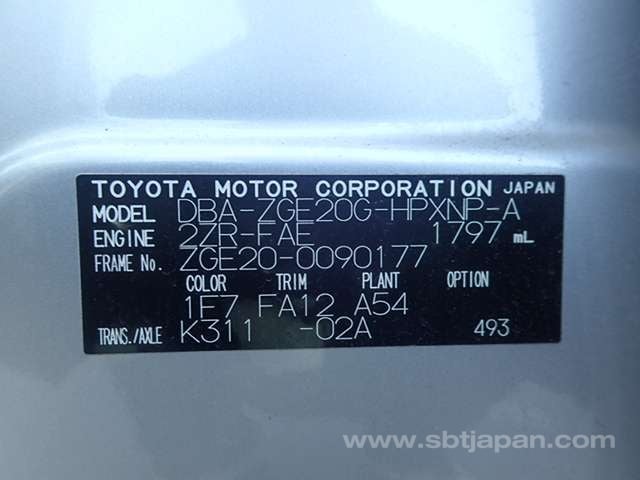 TOYOTA MOTOR CORPORATION JAPAN
MODEL DBA-ZGE20G-HPXNP-A
ENGINE 2ZR-FAE 1797 mL
FRAME No. ZGE20-0090177
COLOR TRIM PLANT OPTION
1F7 FA12 A54
TRANS./AXLE K311 -02A 493
www.sbtjapan.com